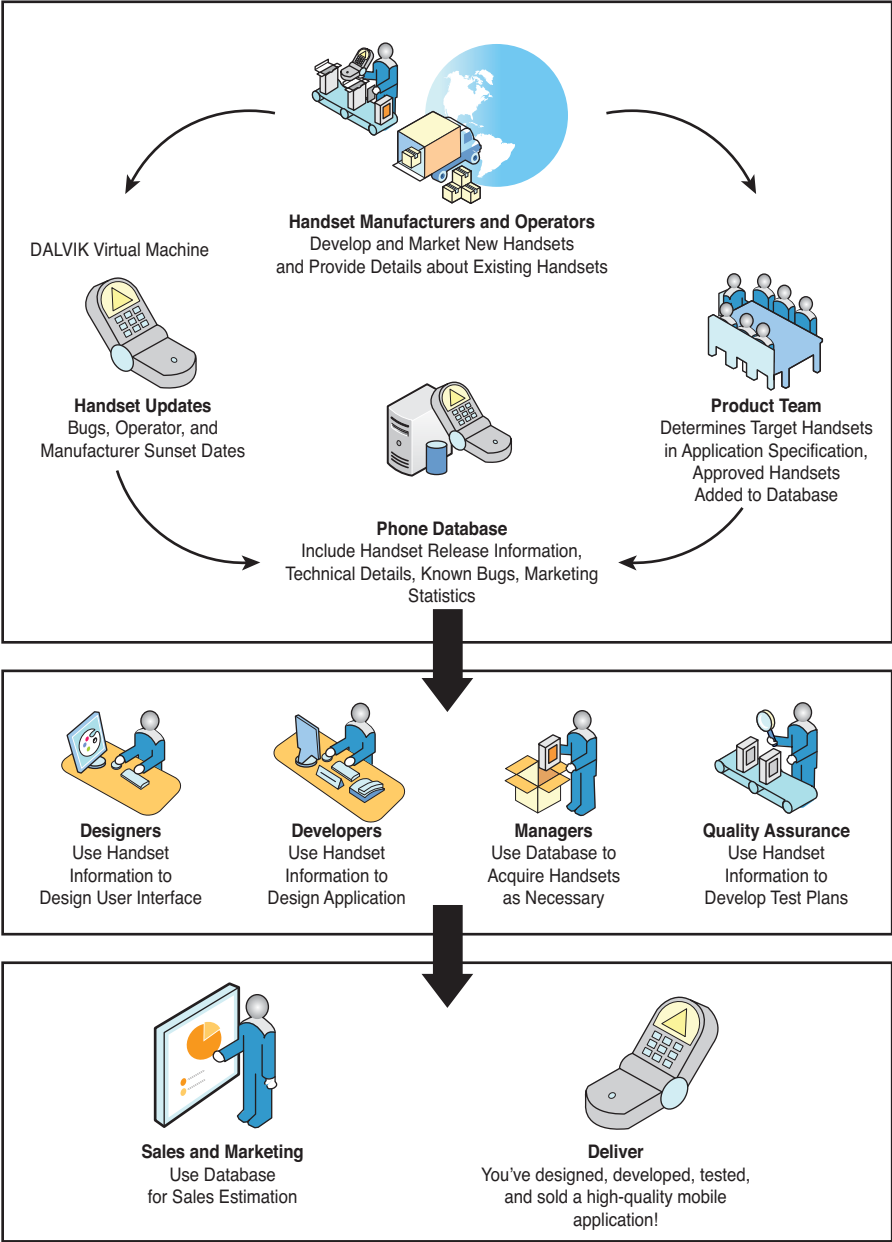 Handset Manufacturers and Operators
Develop and Market New Handsets
and Provide Details about Existing Handsets
DALVIK Virtual Machine
Handset Updates
Bugs, Operator, and
Manufacturer Sunset Dates
Product Team
Determines Target Handsets
in Application Specification,
Approved Handsets
Added to Database
Phone Database
Include Handset Release Information,
Technical Details, Known Bugs, Marketing
Statistics
Designers
Use Handset
Information to
Design User Interface
Developers
Use Handset
Information to
Design Application
Managers
Use Database to
Acquire Handsets
as Necessary
Quality Assurance
Use Handset
Information to
Develop Test Plans
Sales and Marketing
Use Database
for Sales Estimation
Deliver
You’ve designed, developed, tested,
and sold a high-quality mobile
application!